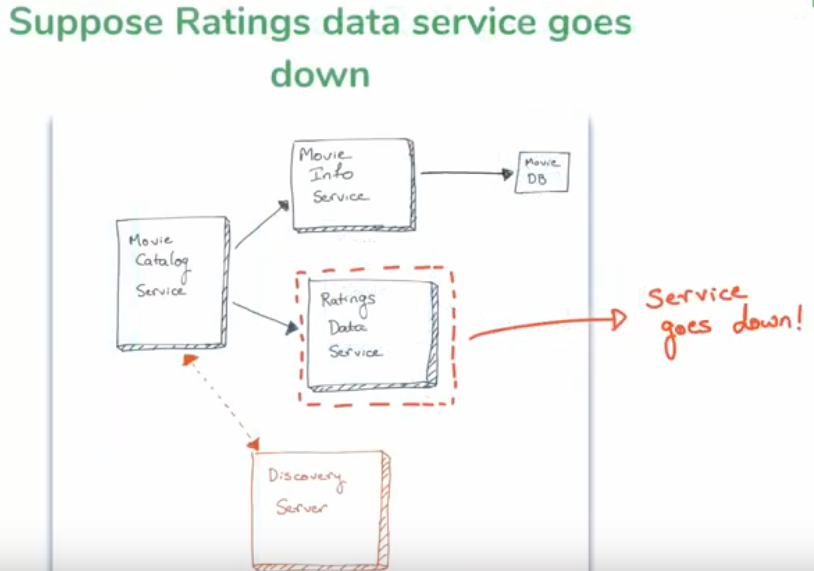 Suppose Ratings data service goes
down
Movie
Info
Service
Movie
DB
Movie
Catalog
Service
Ratings
Data
Service
Service
goes down!
Discovery
Server